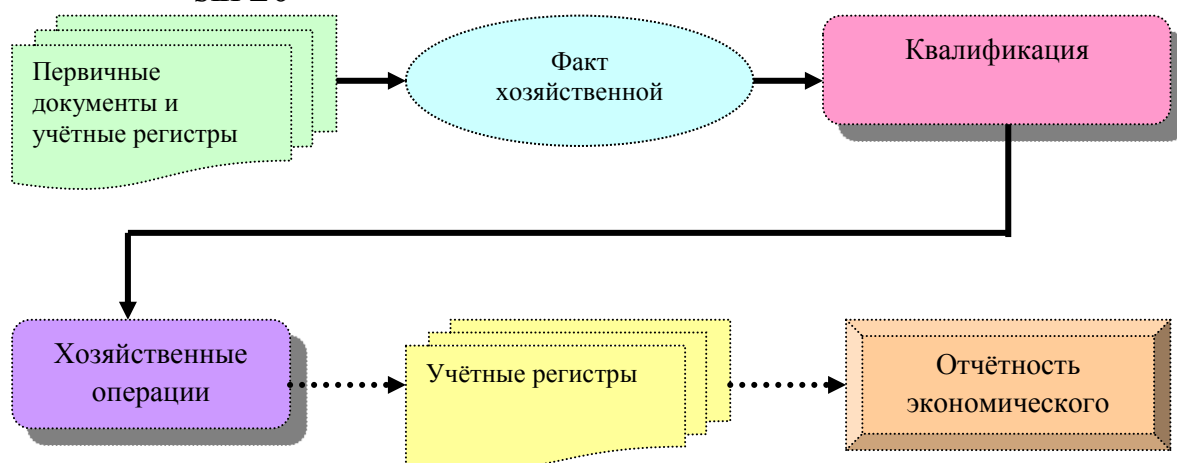 Первичные
документы и
учётные регистры
Факт
хозяйственной
Квалификация
Хозяйственные
операции
Учётные регистры
Отчётность
экономического